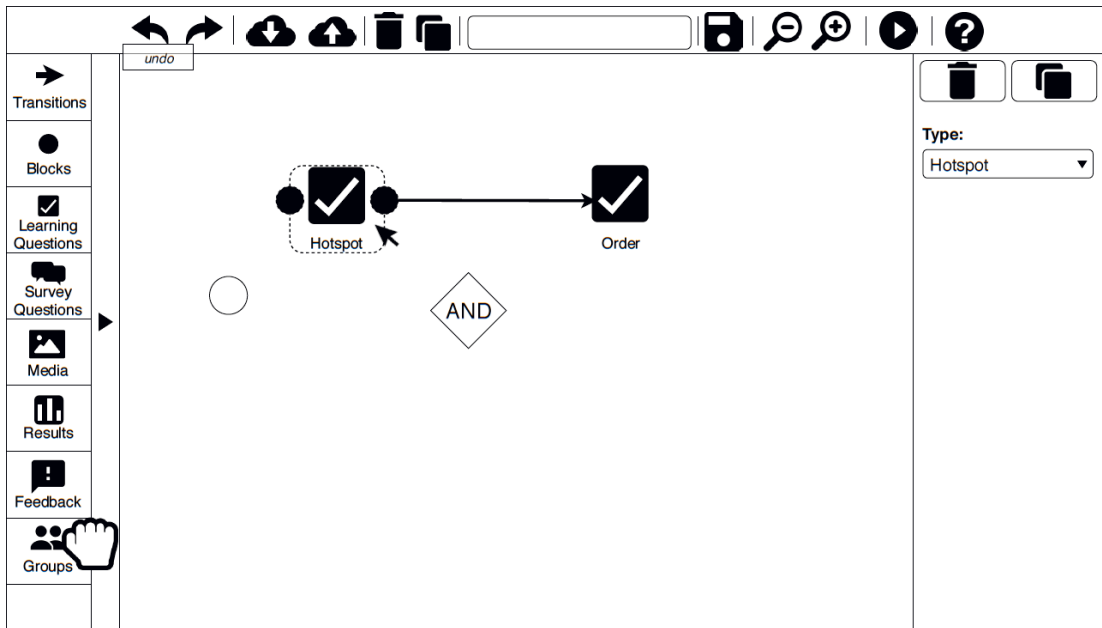 undo
Transitions
Blocks
Learning
Questions
Survey
Questions
Media
Results
Feedback
Groups
Hotspot
Order
AND
Type:
Hotspot